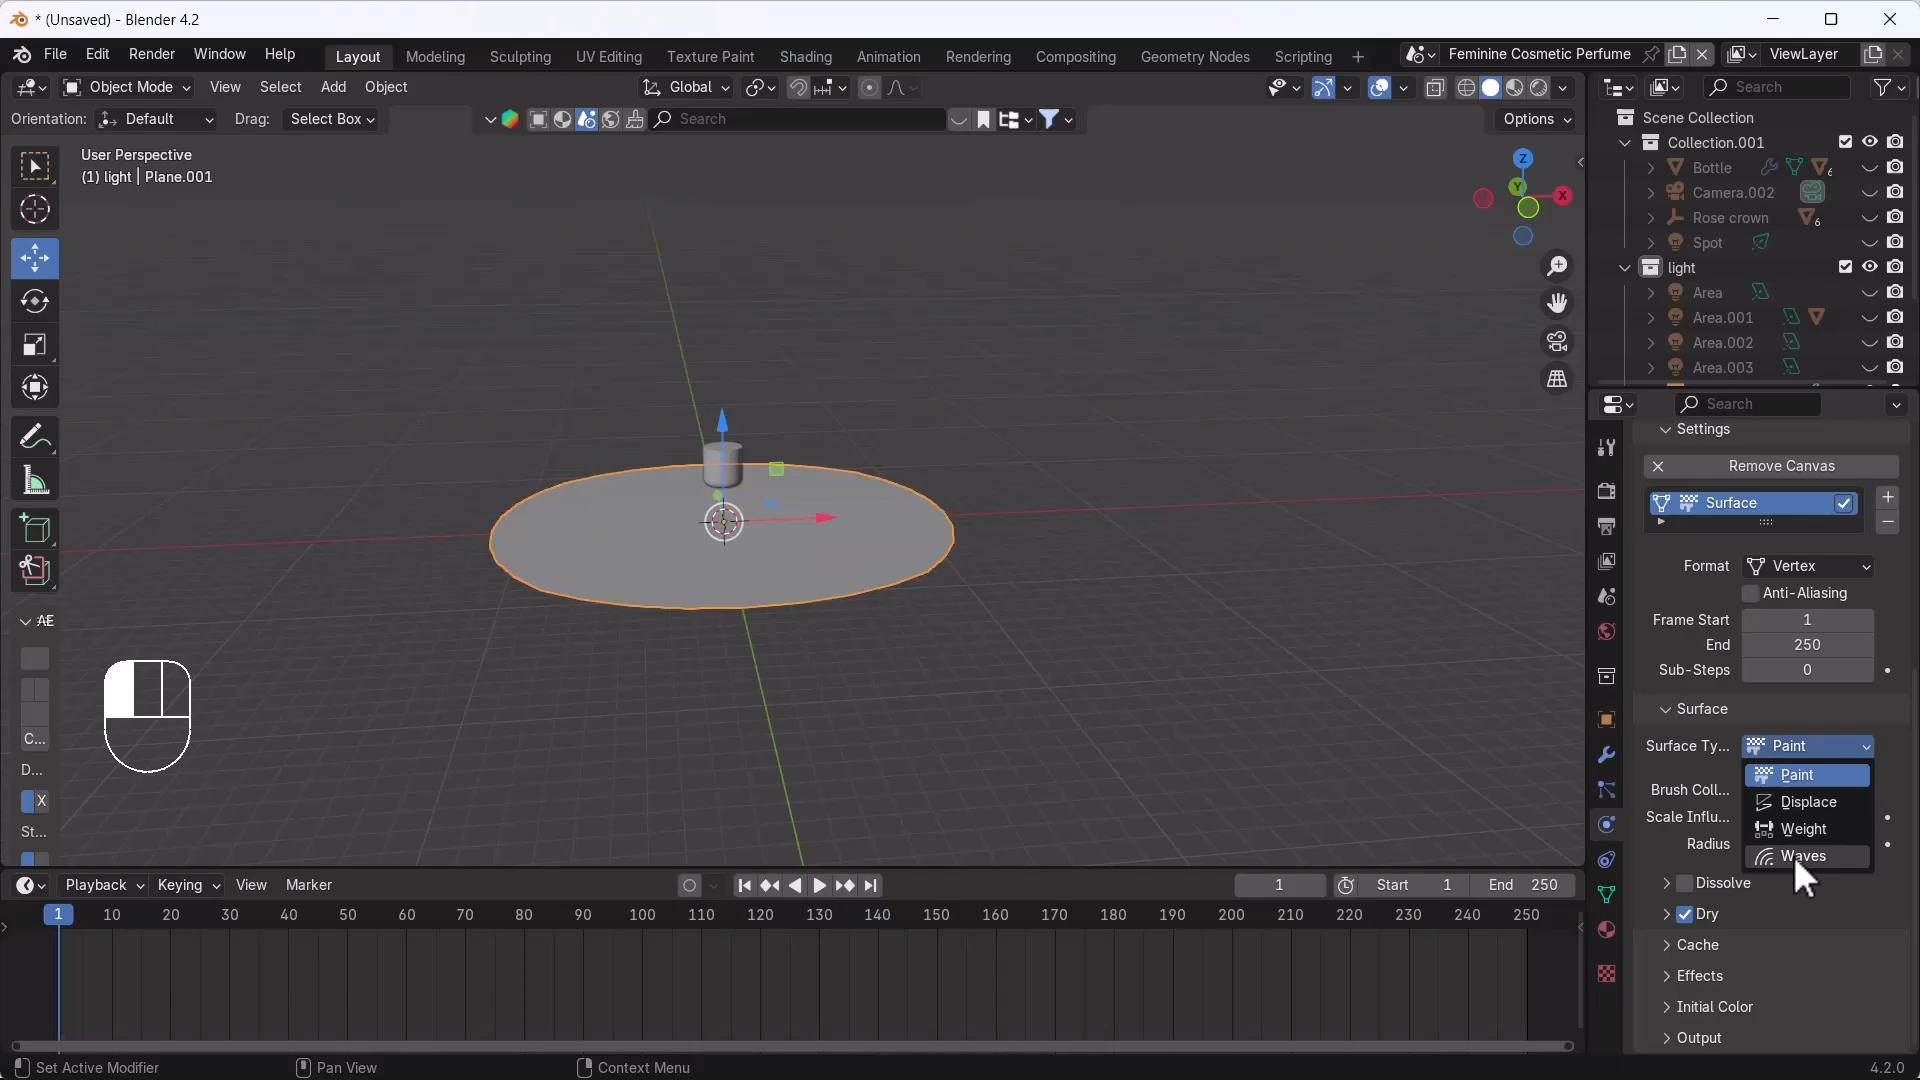 * (Unsaved) - Blender 4.2
File Edit Render Window Help
Layout Modeling Sculpting UV Editing Texture Paint Shading Animation Rendering Compositing Geometry Nodes Scripting +
Feminine Cosmetic Perfume
ViewLayer
Object Mode View Select Add Object
Global
Search
Orientation: Default Drag: Select Box
Search
Options
User Perspective
(1) light | Plane.001
Z
Y
X
Scene Collection
Collection.001
Bottle 6
Camera.002
Rose crown 6
Spot
light
Area
Area.001
Area.002
Area.003
Search
Settings
Remove Canvas
Surface
Format Vertex
Anti-Aliasing
Frame Start 1
End 250
Sub-Steps 0
Surface
Surface Ty... Paint
Paint
Brush Coll...
Displace
Scale Influ...
Weight
Radius
Waves
Dissolve
Dry
Cache
Effects
Initial Color
Output
AE
C...
D...
X
St...
Playback Keying View Marker
1 Start 1 End 250
1 10 20 30 40 50 60 70 80 90 100 110 120 130 140 150 160 170 180 190 200 210 220 230 240 250
Set Active Modifier Pan View Context Menu
4.2.0